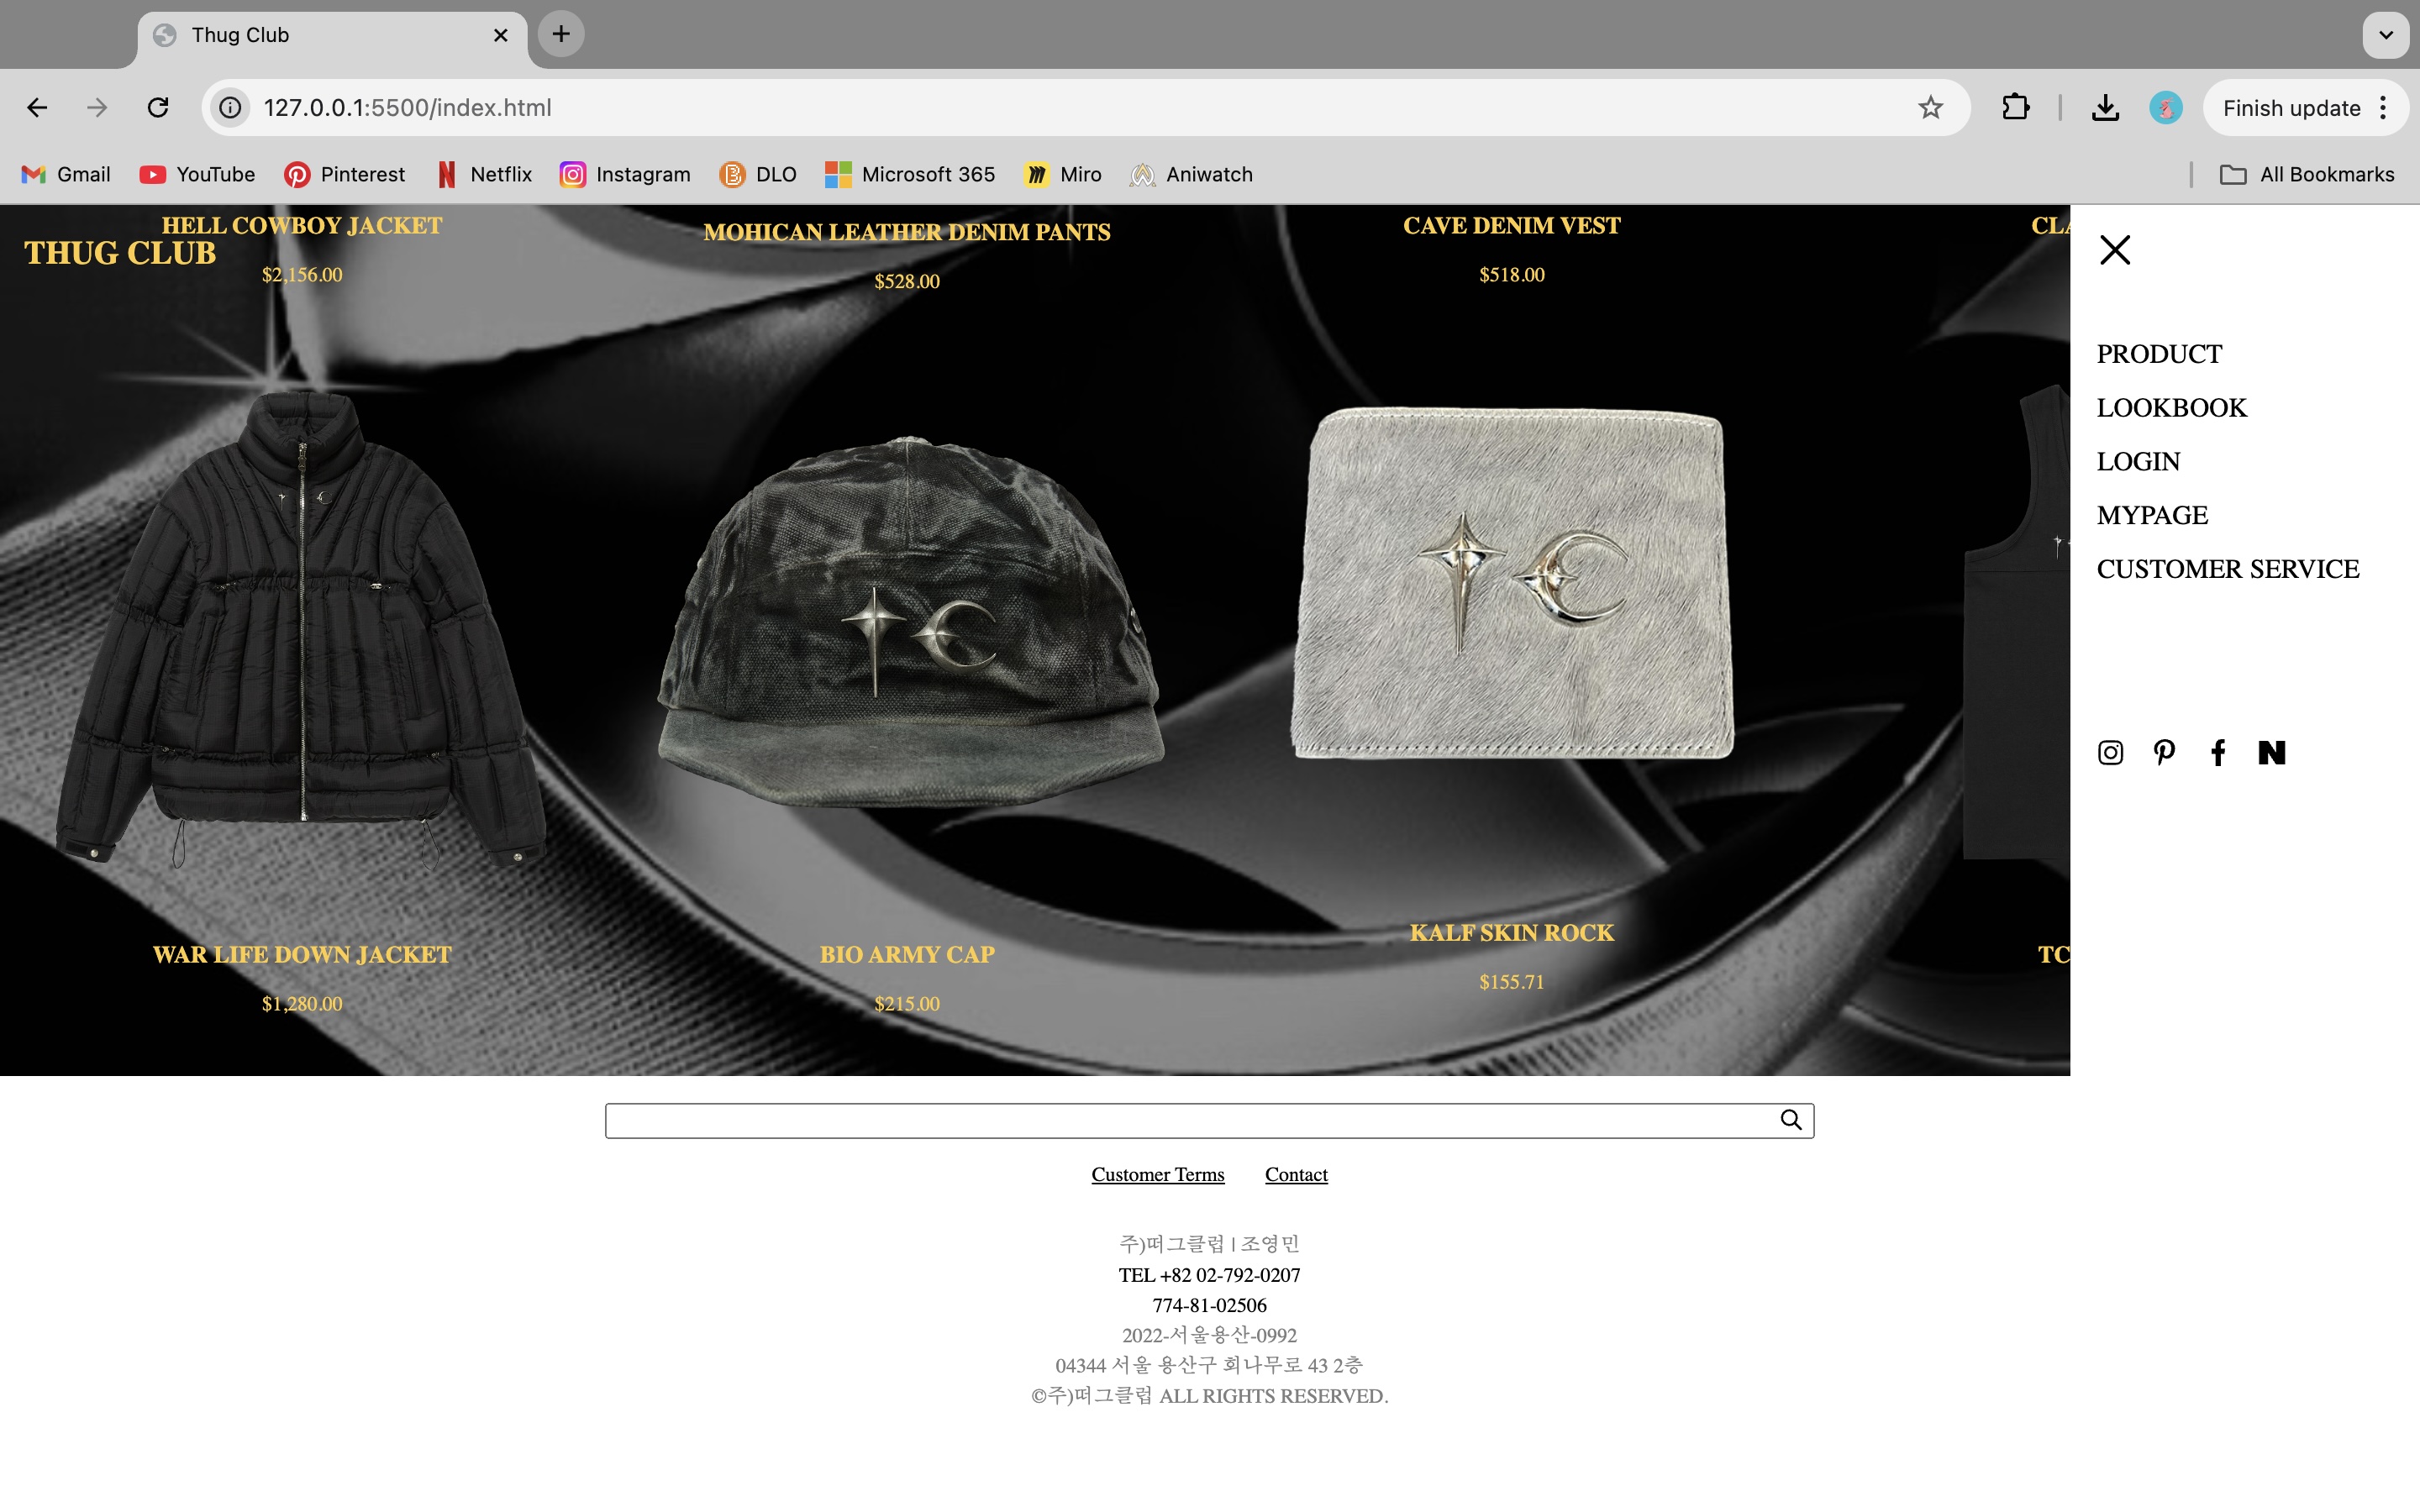 Thug Club
127.0.0.1:5500/index.html
Finish update
Gmail
YouTube
Pinterest
Netflix
Instagram
DLO
Microsoft 365
Miro
Aniwatch
All Bookmarks
THUG CLUB
HELL COWBOY JACKET
$2,156.00
MOHICAN LEATHER DENIM PANTS
$528.00
CAVE DENIM VEST
$518.00
CLA
WAR LIFE DOWN JACKET
$1,280.00
BIO ARMY CAP
$215.00
KALF SKIN ROCK
$155.71
TC
PRODUCT
LOOKBOOK
LOGIN
MYPAGE
CUSTOMER SERVICE
Customer Terms
Contact
주)떠그클럽 | 조영민
TEL +82 02-792-0207
774-81-02506
2022-서울용산-0992
04344 서울 용산구 회나무로 43 2층
©주)떠그클럽 ALL RIGHTS RESERVED.